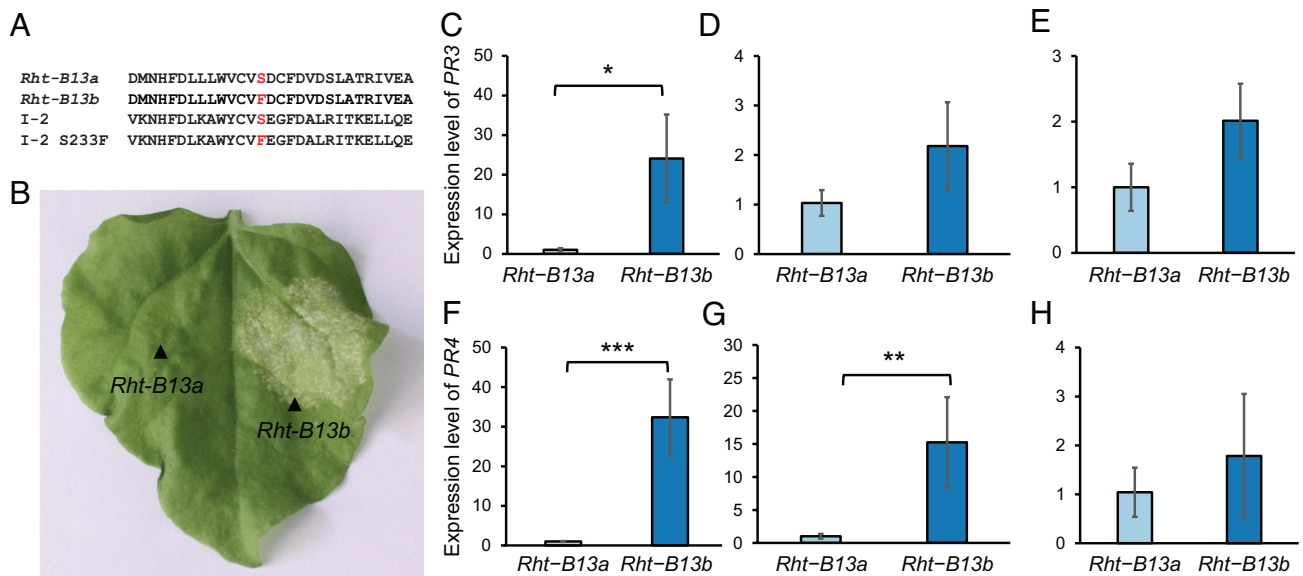 A
Rht-B13a DMNHFDLLLWVCVSDCFDVDSLATRIVEA
Rht-B13b DMNHFDLLLWVCVFDCFDVDSLATRIVEA
I-2 VKNHFDLKAWYCVSEGFDALRITKELLQE
I-2 S233F VKNHFDLKAWYCVFEGFDALRITKELLQE
B
Rht-B13a
Rht-B13b
C
Expression level of PR3
50
40
30
20
10
0
*
Rht−B13a Rht−B13b
D
4
3
2
1
0
Rht−B13a Rht−B13b
E
3
2
1
0
Rht−B13a Rht−B13b
F
Expression level of PR4
50
40
30
20
10
0
***
Rht−B13a Rht−B13b
G
30
25
20
15
10
5
0
**
Rht−B13a Rht−B13b
H
4
3
2
1
0
Rht−B13a Rht−B13b